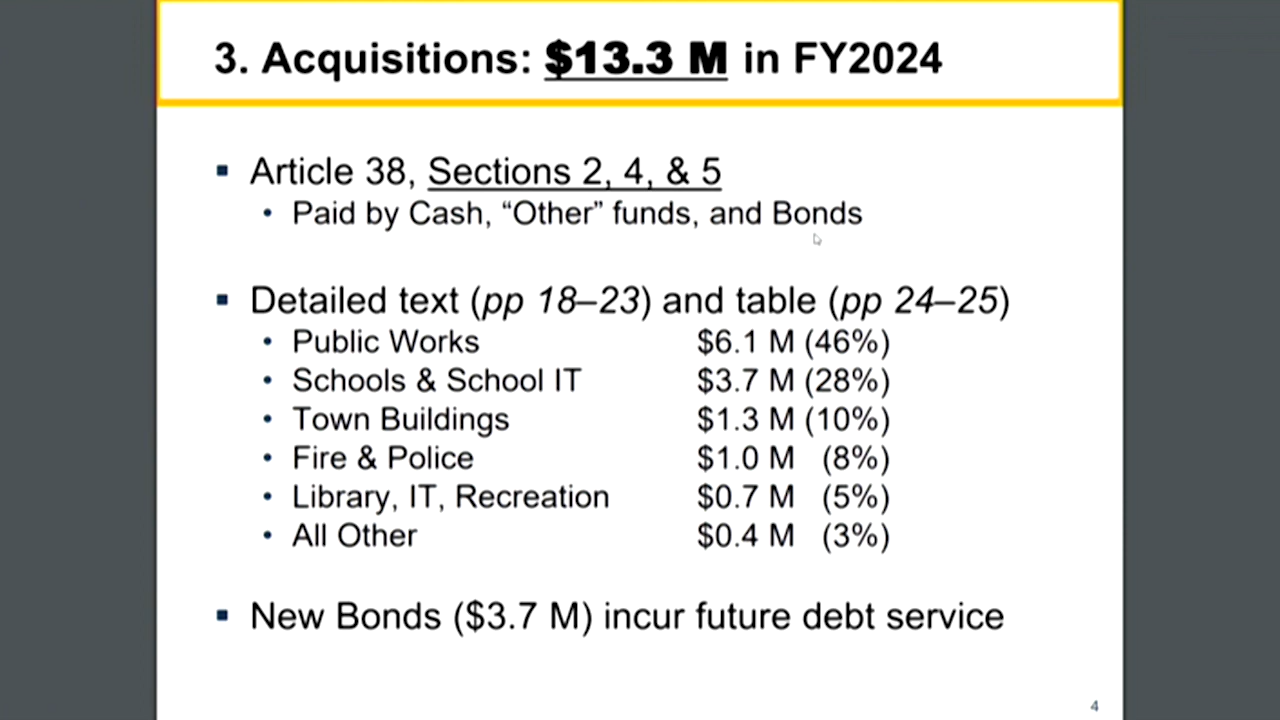 3. Acquisitions: $13.3 M in FY2024
▪ Article 38, Sections 2, 4, & 5
• Paid by Cash, “Other” funds, and Bonds
▪ Detailed text (pp 18–23) and table (pp 24–25)
• Public Works $6.1 M (46%)
• Schools & School IT $3.7 M (28%)
• Town Buildings $1.3 M (10%)
• Fire & Police $1.0 M (8%)
• Library, IT, Recreation $0.7 M (5%)
• All Other $0.4 M (3%)
▪ New Bonds ($3.7 M) incur future debt service
4